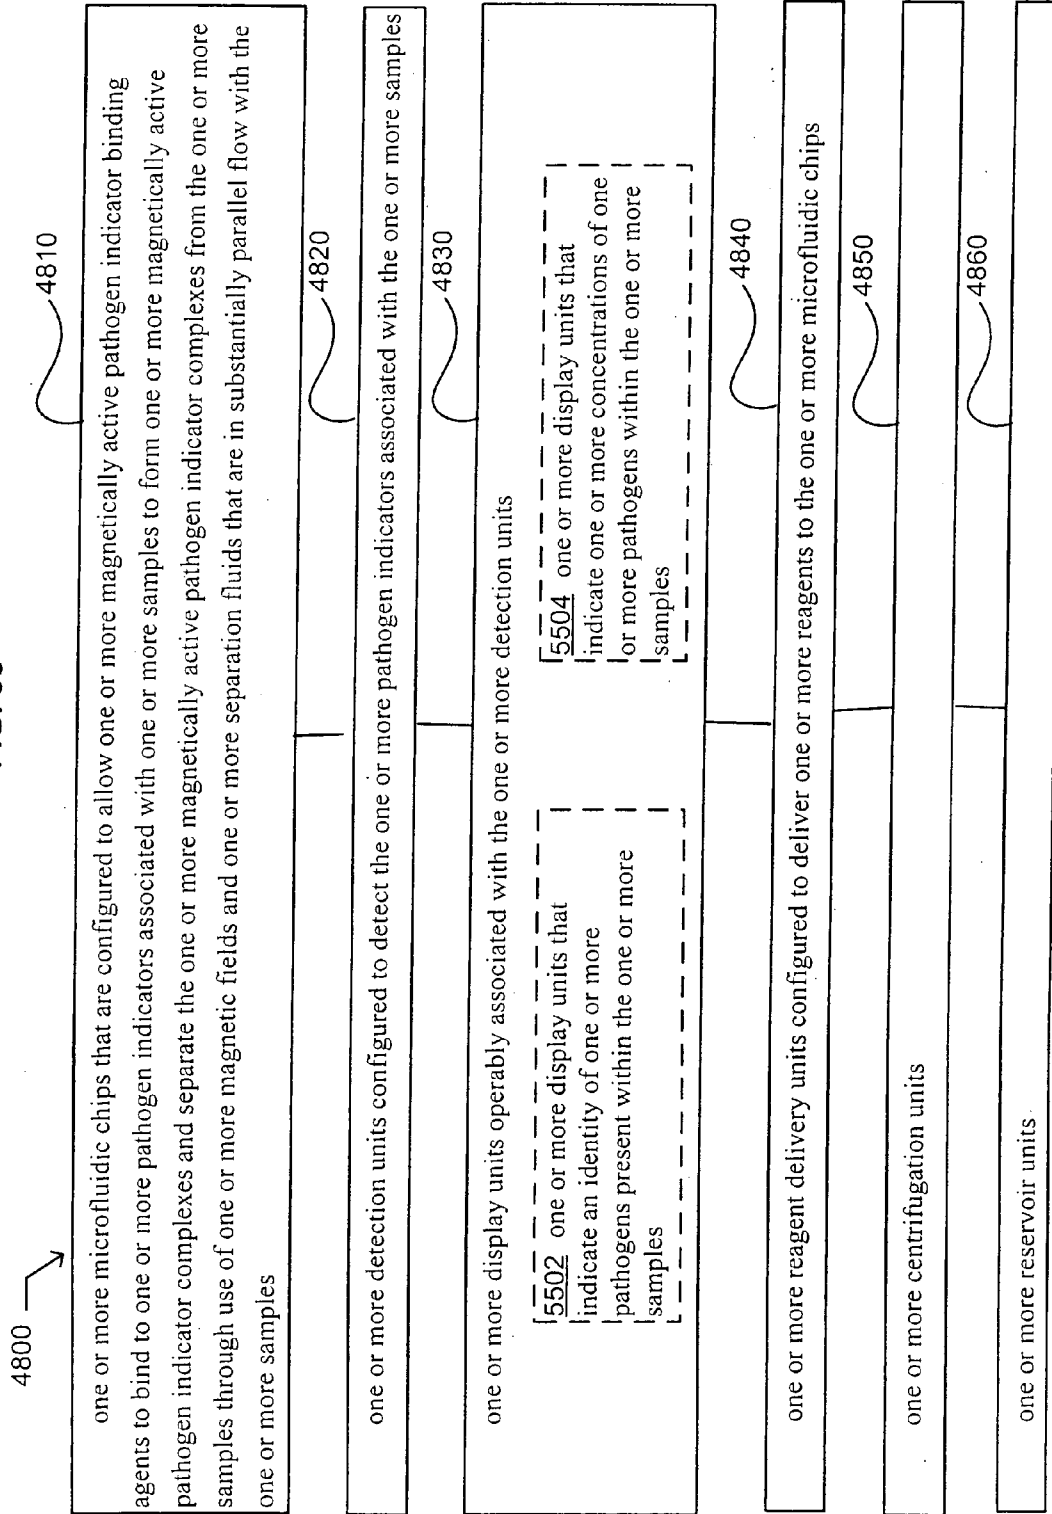 4800
4810
one or more microfluidic chips that are configured to allow one or more magnetically active pathogen indicator binding
agents to bind to one or more pathogen indicators associated with one or more samples to form one or more magnetically active
pathogen indicator complexes and separate the one or more magnetically active pathogen indicator complexes from the one or more
samples through use of one or more magnetic fields and one or more separation fluids that are in substantially parallel flow with the
one or more samples
4820
one or more detection units configured to detect the one or more pathogen indicators associated with the one or more samples
4830
one or more display units operably associated with the one or more detection units
5502 one or more display units that
indicate an identity of one or more
pathogens present within the one or more
samples
5504 one or more display units that
indicate one or more concentrations of one
or more pathogens within the one or more
samples
4840
one or more reagent delivery units configured to deliver one or more reagents to the one or more microfluidic chips
4850
one or more centrifugation units
4860
one or more reservoir units